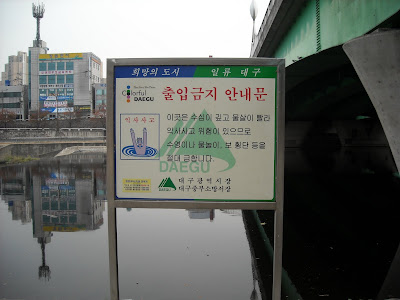 희망의 도시 일류 대구
Colorful
DAEGU
출입금지 안내문
익사사고
이곳은 수심이 깊고 물살이 빨라
익사사고 위험이 있으므로
수영이나 물놀이, 보 횡단 등을
절대 금합니다.
DAEGU
대구광역시장
대구중부소방서장